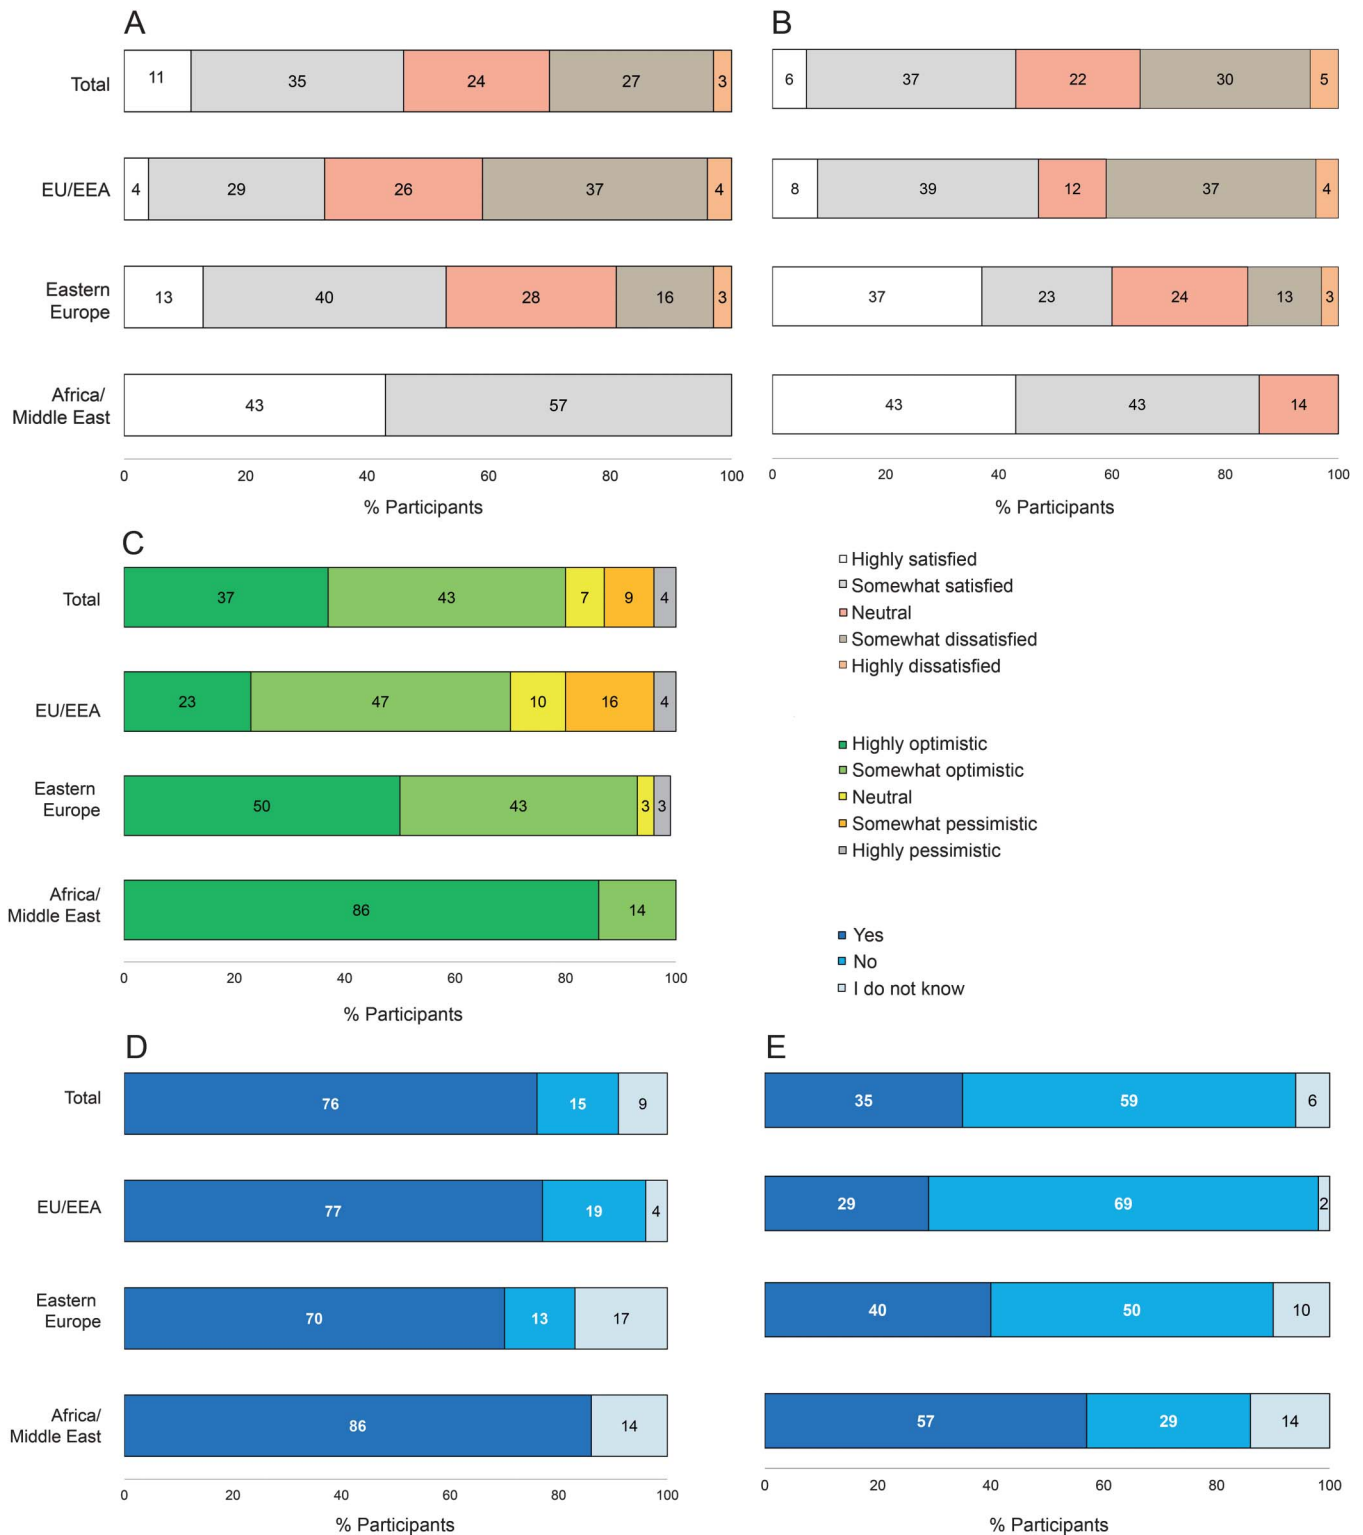 A
Total
11 35 24 27 3
EU/EEA
4 29 26 37 4
Eastern
Europe
13 40 28 16 3
Africa/
Middle East
43 57
0 20 40 60 80 100
% Participants
B
6 37 22 30 5
8 39 12 37 4
37 23 24 13 3
43 43 14
0 20 40 60 80 100
% Participants
C
Total
37 43 7 9 4
EU/EEA
23 47 10 16 4
Eastern
Europe
50 43 3 3
Africa/
Middle East
86 14
0 20 40 60 80 100
% Participants
Highly satisfied
Somewhat satisfied
Neutral
Somewhat dissatisfied
Highly dissatisfied
Highly optimistic
Somewhat optimistic
Neutral
Somewhat pessimistic
Highly pessimistic
Yes
No
I do not know
D
Total
76 15 9
EU/EEA
77 19 4
Eastern
Europe
70 13 17
Africa/
Middle East
86 14
0 20 40 60 80 100
% Participants
E
35 59 6
29 69 2
40 50 10
57 29 14
0 20 40 60 80 100
% Participants